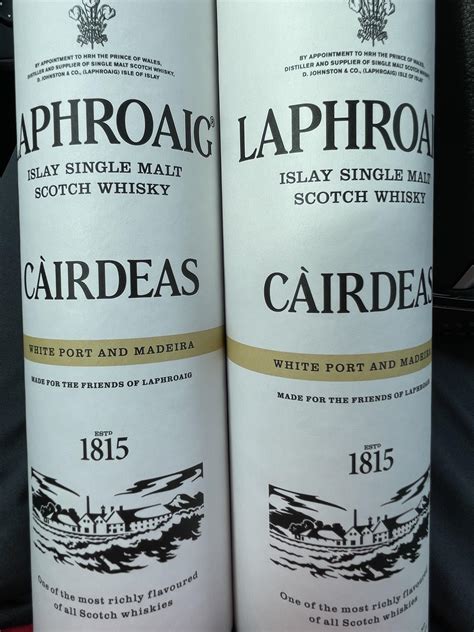 BY APPOINTMENT TO HRH THE PRINCE OF WALES,
DISTILLER AND SUPPLIER OF SINGLE MALT SCOTCH WHISKY,
D. JOHNSTON & CO., (LAPHROAIG) ISLE OF ISLAY
LAPHROAIG®
ISLAY SINGLE MALT
SCOTCH WHISKY
CÀIRDEAS
WHITE PORT AND MADEIRA
MADE FOR THE FRIENDS OF LAPHROAIG
ESTD
1815
One of the most richly flavoured
of all Scotch whiskies
BY APPOINTMENT TO HRH THE PRINCE OF WALES,
DISTILLER AND SUPPLIER OF SINGLE MALT SCOTCH WHISKY,
D. JOHNSTON & CO., (LAPHROAIG) ISLE OF ISLAY
LAPHROAI
ISLAY SINGLE MALT
SCOTCH WHISKY
CÀIRDEAS
WHITE PORT AND MADEIRA
MADE FOR THE FRIENDS OF LAPHROAIG
ESTD
1815
One of the most richly flavoured
of all Scotch whiskies